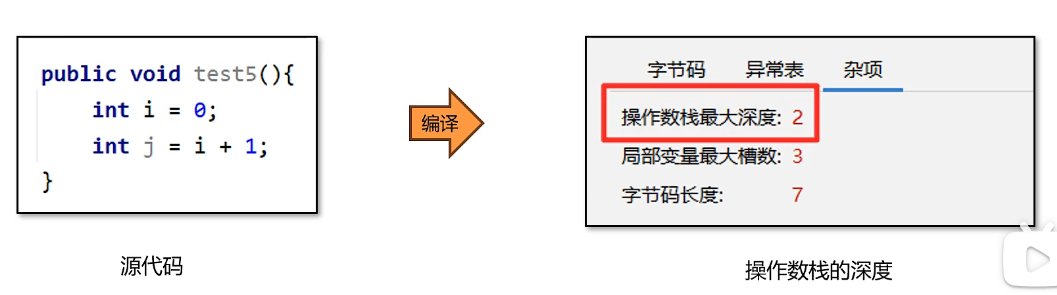 public void test5(){
int i = 0;
int j = i + 1;
}
源代码
编译
字节码 异常表 杂项
操作数栈最大深度: 2
局部变量最大槽数: 3
字节码长度: 7
操作数栈的深度